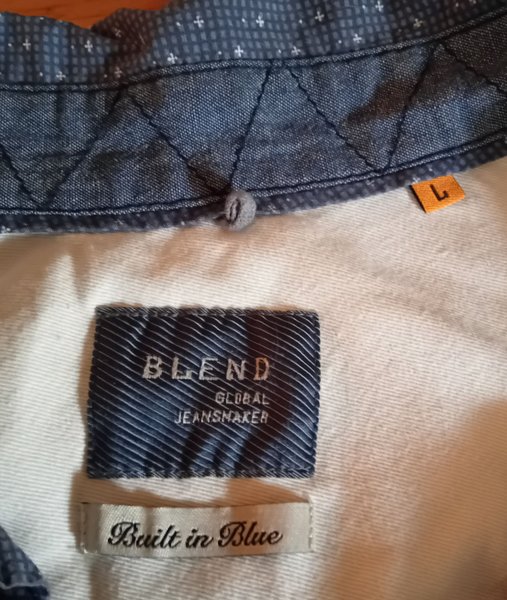 L
BLEND
GLOBAL
JEANSMAKER
Built in Blue